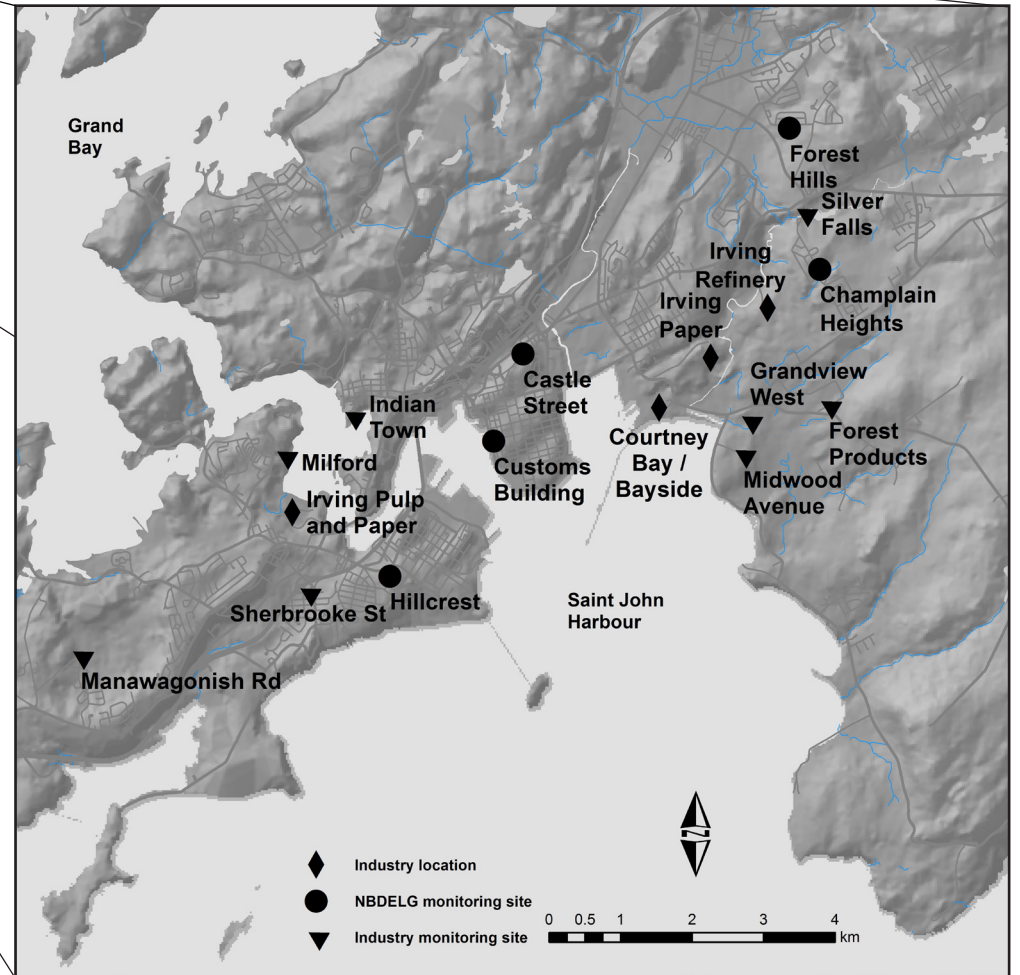 Grand
Bay
Forest
Hills
Silver
Falls
Irving
Refinery
Champlain
Heights
Irving
Paper
Castle
Street
Grandview
West
Indian
Town
Courtney
Bay /
Bayside
Forest
Products
Customs
Building
Milford
Midwood
Avenue
Irving Pulp
and Paper
Hillcrest
Sherbrooke St
Saint John
Harbour
Manawagonish Rd
N
Industry location
NBDELG monitoring site
Industry monitoring site
0 0.5 1 2 3 4
km